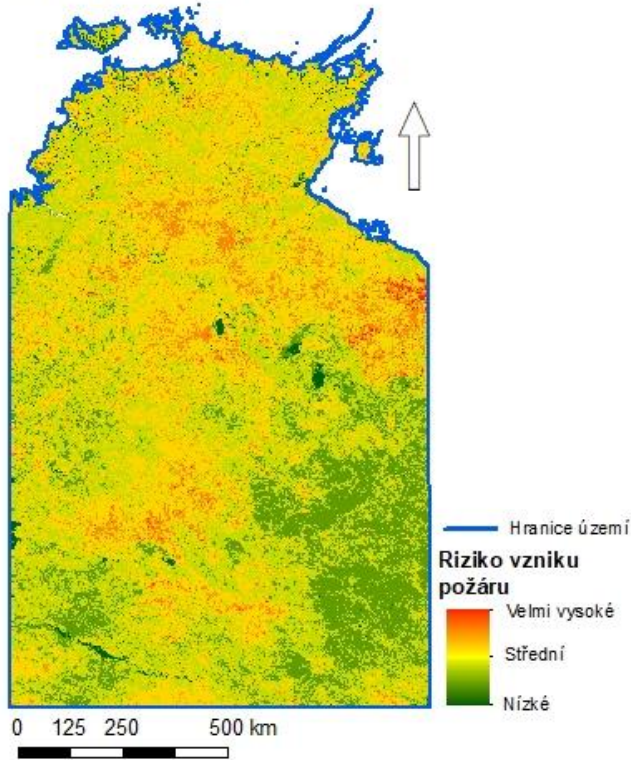 Hranice území
Riziko vzniku
požáru
Velmi vysoké
Střední
Nízké
0 125 250 500 km